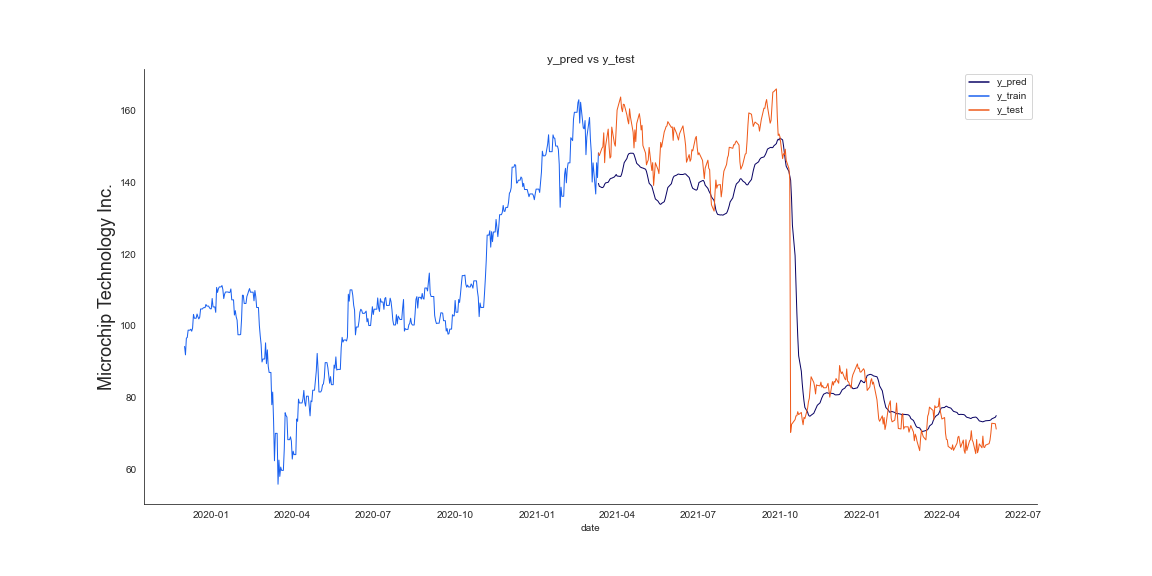 y_pred vs y_test
y_pred
y_train
y_test
Microchip Technology Inc.
160
140
120
100
80
60
2020-01 2020-04 2020-07 2020-10 2021-01 2021-04 2021-07 2021-10 2022-01 2022-04 2022-07
date